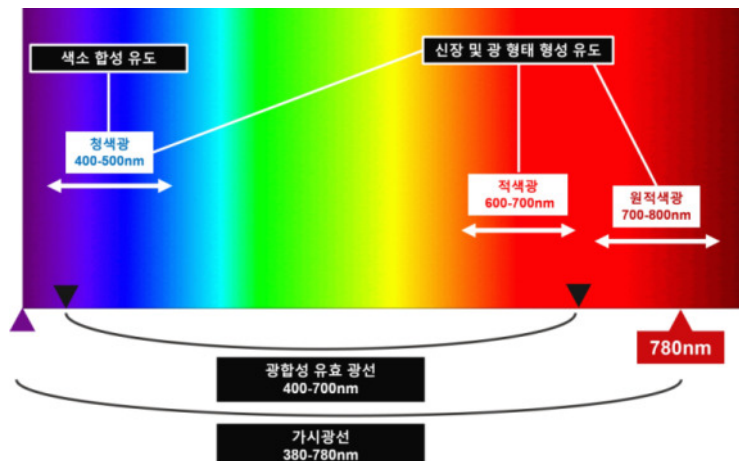 색소 합성 유도
신장 및 광 형태 형성 유도
청색광
400-500nm
적색광
600-700nm
원적색광
700-800nm
780nm
광합성 유효 광선
400-700nm
가시광선
380-780nm